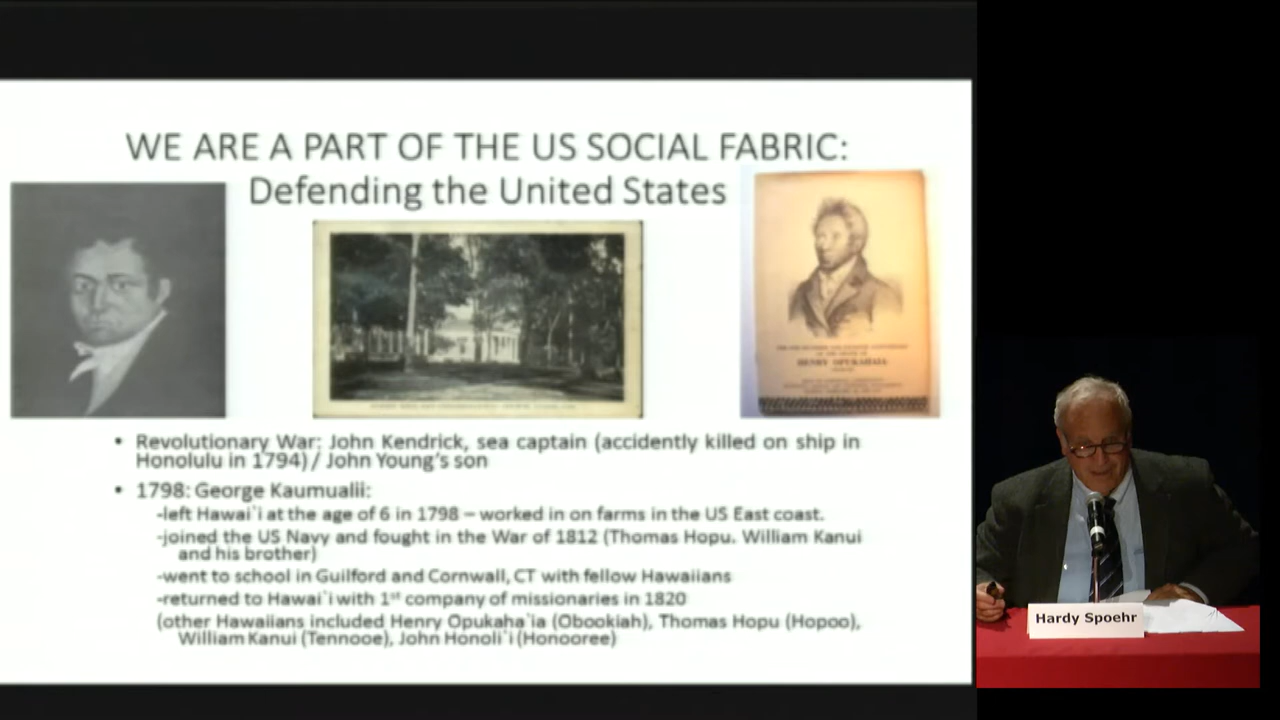 WE ARE A PART OF THE US SOCIAL FABRIC:
Defending the United States
HENRY OPUKAHAIA
• Revolutionary War: John Kendrick, sea captain (accidently killed on ship in
Honolulu in 1794) / John Young's son
• 1798: George Kaumualii:
-left Hawai`i at the age of 6 in 1798 – worked in on farms in the US East coast.
-joined the US Navy and fought in the War of 1812 (Thomas Hopu. William Kanui
and his brother)
-went to school in Guilford and Cornwall, CT with fellow Hawaiians
-returned to Hawai`i with 1st company of missionaries in 1820
(other Hawaiians included Henry Opukaha`ia (Obookiah), Thomas Hopu (Hopoo),
William Kanui (Tennooe), John Honoli`i (Honooree)
Hardy Spoehr